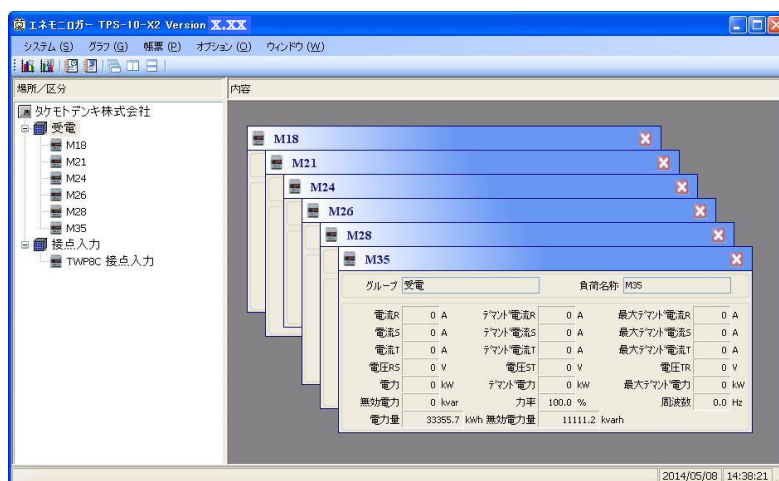 エネモニロガー TPS-10-X2 Version X.XX
システム (S) グラフ (G) 帳票 (P) オプション (O) ウィンドウ (W)
場所／区分
内容
タケモトデンキ株式会社
受電
M18
M21
M24
M26
M28
M35
接点入力
TWP8C 接点入力
M18
M21
M24
M26
M28
M35
グループ 受電 負荷名称 M35
電流R 0 A デマンド電流R 0 A 最大デマンド電流R 0 A
電流S 0 A デマンド電流S 0 A 最大デマンド電流S 0 A
電流T 0 A デマンド電流T 0 A 最大デマンド電流T 0 A
電圧RS 0 V 電圧ST 0 V 電圧TR 0 V
電力 0 kW デマンド電力 0 kW 最大デマンド電力 0 kW
無効電力 0 kvar 力率 100.0 % 周波数 0.0 Hz
電力量 33355.7 kWh 無効電力量 11111.2 kvarh
2014/05/08 14:38:21